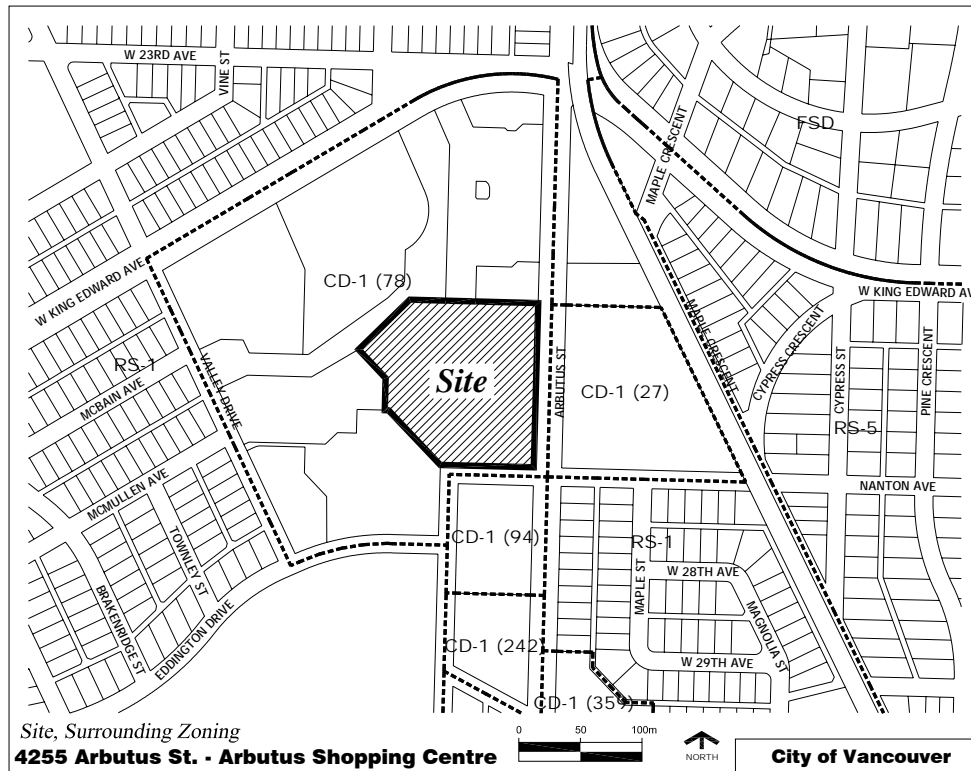 W 23RD AVE
VINE ST
MAPLE CRESCENT
FSD
W KING EDWARD AVE
CD-1 (78)
W KING EDWARD AV
RS-1
MCBAIN AVE
VALLEY DRIVE
Site
ARBUTUS ST
CD-1 (27)
MAPLE CRESCENT
CYPRESS CRESCENT
CYPRESS ST
PINE CRESCENT
RS-5
MCMULLEN AVE
NANTON AVE
TOWNLEY ST
BRAKENRIDGE ST
EDDINGTON DRIVE
CD-1 (94)
RS-1
MAPLE ST
W 28TH AVE
MAGNOLIA ST
CD-1 (242)
W 29TH AVE
CD-1 (359)
Site, Surrounding Zoning
4255 Arbutus St. - Arbutus Shopping Centre
0 50 100m
NORTH
City of Vancouver